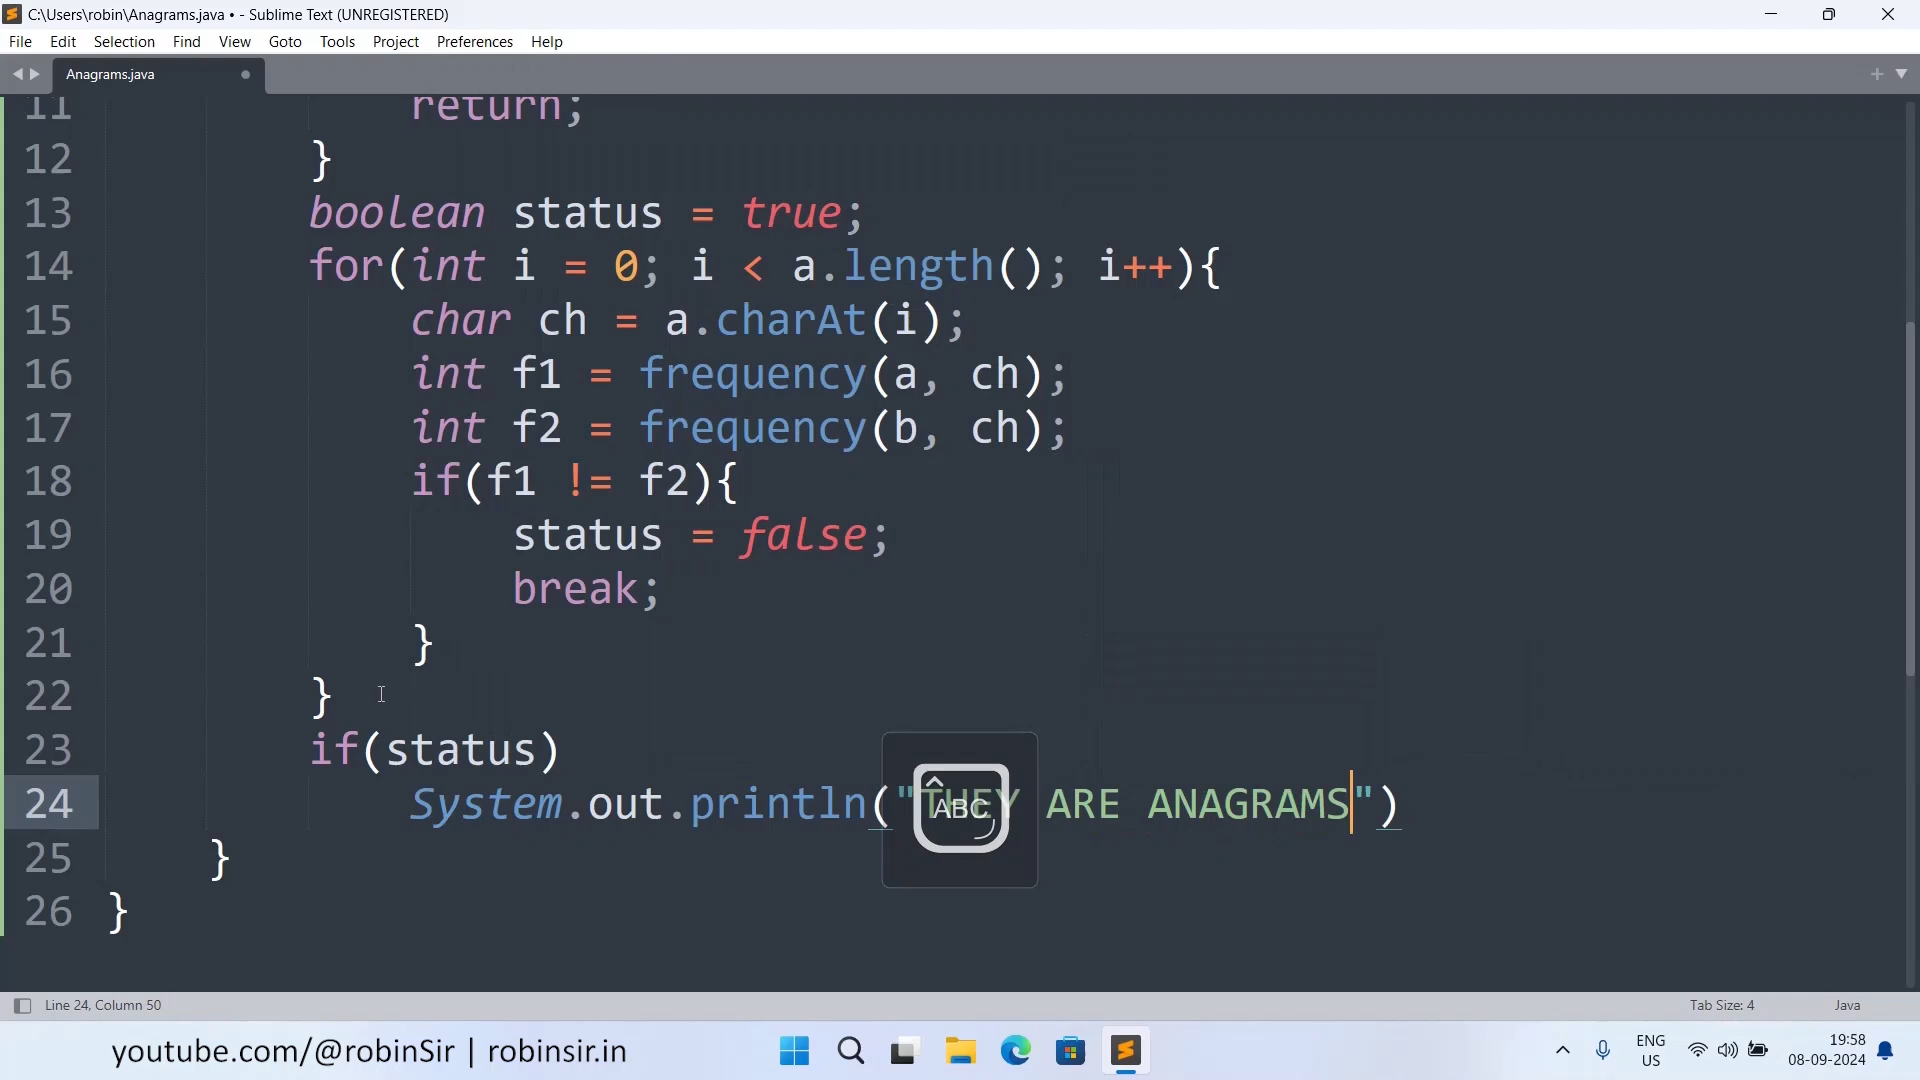 C:\Users\robin\Anagrams.java • - Sublime Text (UNREGISTERED)
File Edit Selection Find View Goto Tools Project Preferences Help
Anagrams.java
11 return;
12 }
13 boolean status = true;
14 for(int i = 0; i < a.length(); i++){
15 char ch = a.charAt(i);
16 int f1 = frequency(a, ch);
17 int f2 = frequency(b, ch);
18 if(f1 != f2){
19 status = false;
20 break;
21 }
22 }
23 if(status)
24 System.out.println("THEY ARE ANAGRAMS")
ABC
25 }
26 }
Line 24, Column 50 Tab Size: 4 Java
youtube.com/@robinSir | robinsir.in
ENG
US
19:58
08-09-2024